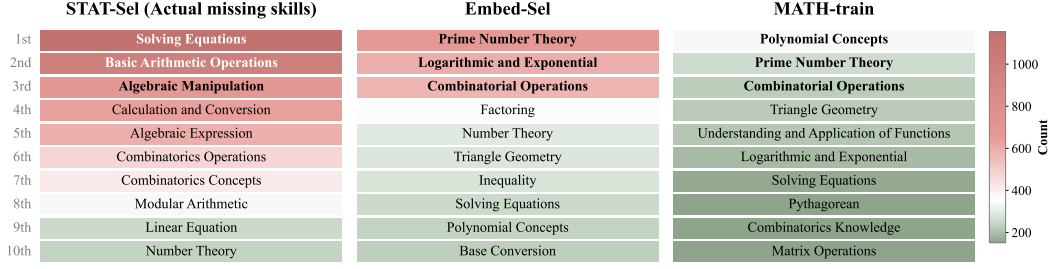 STAT-Sel (Actual missing skills) Embed-Sel MATH-train
1st Solving Equations Prime Number Theory Polynomial Concepts
2nd Basic Arithmetic Operations Logarithmic and Exponential Prime Number Theory
3rd Algebraic Manipulation Combinatorial Operations Combinatorial Operations
4th Calculation and Conversion Factoring Triangle Geometry
5th Algebraic Expression Number Theory Understanding and Application of Functions
6th Combinatorics Operations Triangle Geometry Logarithmic and Exponential
7th Combinatorics Concepts Inequality Solving Equations
8th Modular Arithmetic Solving Equations Pythagorean
9th Linear Equation Polynomial Concepts Combinatorics Knowledge
10th Number Theory Base Conversion Matrix Operations
1000
800
600
400
200
Count